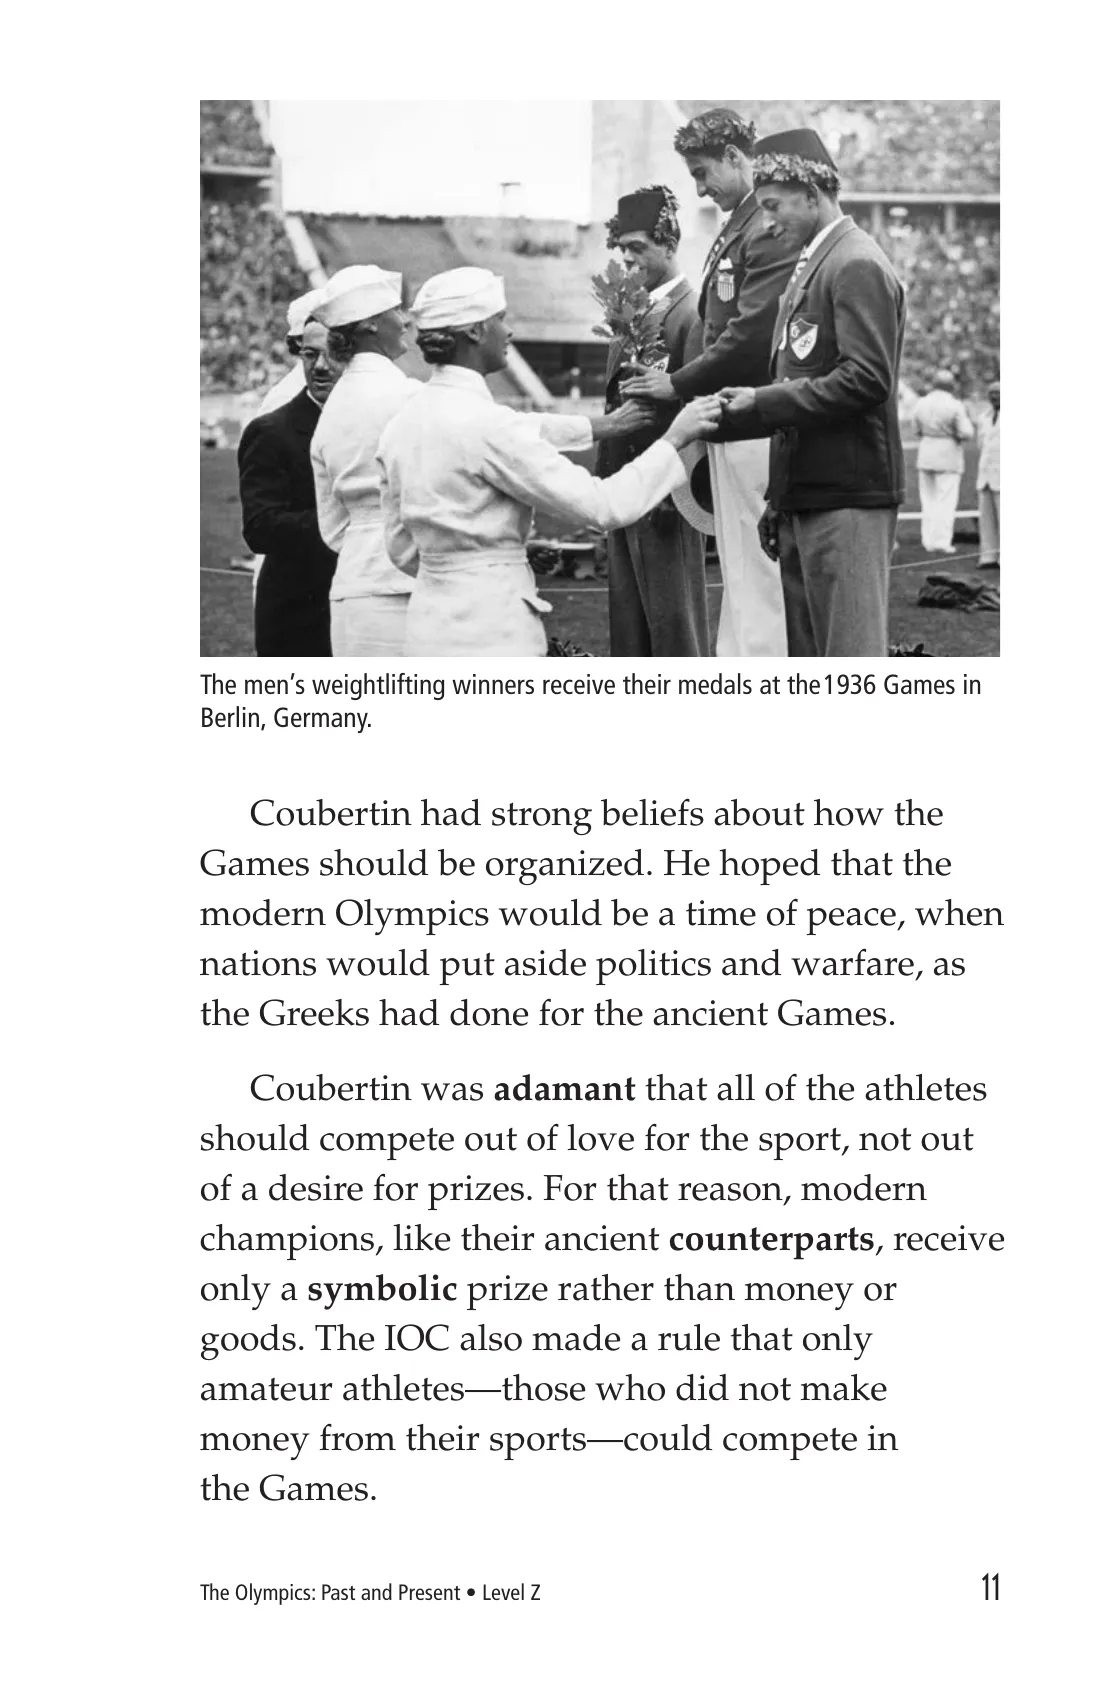 The men’s weightlifting winners receive their medals at the1936 Games in
Berlin, Germany.
Coubertin had strong beliefs about how the
Games should be organized. He hoped that the
modern Olympics would be a time of peace, when
nations would put aside politics and warfare, as
the Greeks had done for the ancient Games.
Coubertin was adamant that all of the athletes
should compete out of love for the sport, not out
of a desire for prizes. For that reason, modern
champions, like their ancient counterparts, receive
only a symbolic prize rather than money or
goods. The IOC also made a rule that only
amateur athletes—those who did not make
money from their sports—could compete in
the Games.
The Olympics: Past and Present • Level Z
11